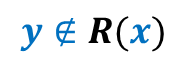 y ∉ R(x)